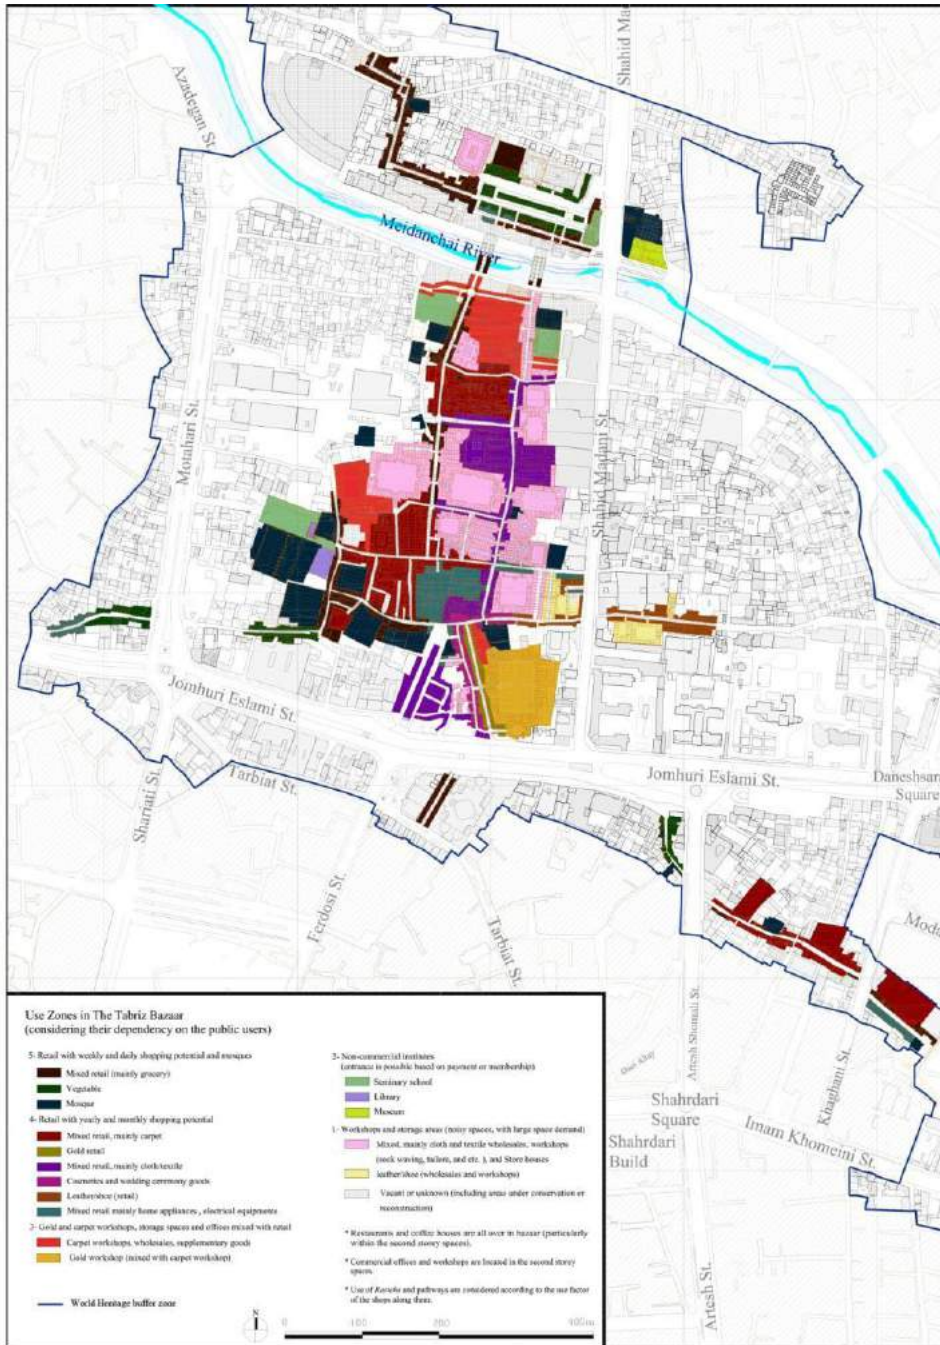 Azadegan St.
Shahid Ma
Meidanchai River
Motahari St.
Shahid Madani St.
Jomhuri Eslami St.
Tarbiat St.
Shariati St.
Jomhuri Eslami St.
Daneshsar
Square
Ferdosi St.
Tarbiat St.
Moda
Artesh Shomali St.
Khaghani St.
Shahrdari
Square
Shahrdari
Build
Imam Khomeini St.
Artesh St.
Use Zones in The Tabriz Bazaar
(considering their dependency on the public users)
5- Retail with weekly and daily shopping potential and mosques
Mixed retail (mainly grocery)
Vegetable
Mosque
4- Retail with yearly and monthly shopping potential
Mixed retail, mainly carpet
Gold retail
Mixed retail, mainly cloth/textile
Cosmetics and wedding ceremony goods
Leather/shoe (retail)
Mixed retail mainly home appliances, electrical equipments
3- Gold and carpet workshops, storage spaces and offices mixed with retail
Carpet workshops, wholesales, supplementary goods
Gold workshop (mixed with carpet workshop)
World Heritage buffer zone
2- Non-commercial institutes
(entrance is possible based on payment or membership)
Seminary school
Library
Museum
1- Workshops and storage areas (noisy spaces, with large space demand)
Mixed, mainly cloth and textile wholesales, workshops
(sock waving, tailors, and etc. ), and Store houses
leather/shoe (wholesales and workshops)
Vacant or unknown (including areas under conservation or
reconstruction)
* Restaurants and coffee houses are all over in bazaar (particularly
within the second storey spaces).
* Commercial offices and workshops are located in the second storey
spaces.
* Use of and pathways are considered according to the use factor
of the shops along them.
N
0 100 200 400m